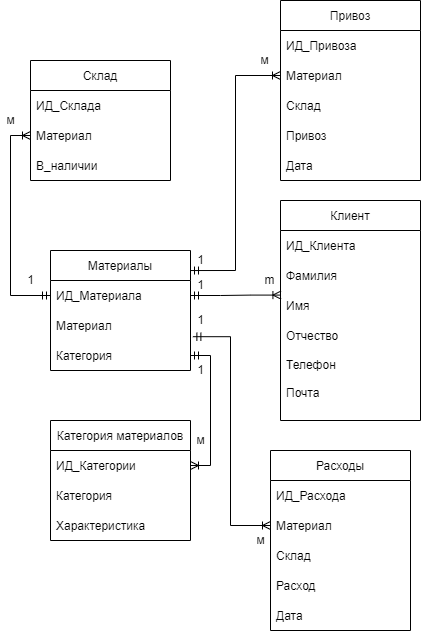 Привоз
ИД_Привоза
Материал
Склад
Привоз
Дата
м
Склад
ИД_Склада
Материал
В_наличии
м
Клиент
ИД_Клиента
Фамилия
Имя
Отчество
Телефон
Почта
m
Материалы
ИД_Материала
Материал
Категория
1
1
1
1
1
Категория материалов
ИД_Категории
Категория
Характеристика
м
Расходы
ИД_Расхода
Материал
Склад
Расход
Дата
м